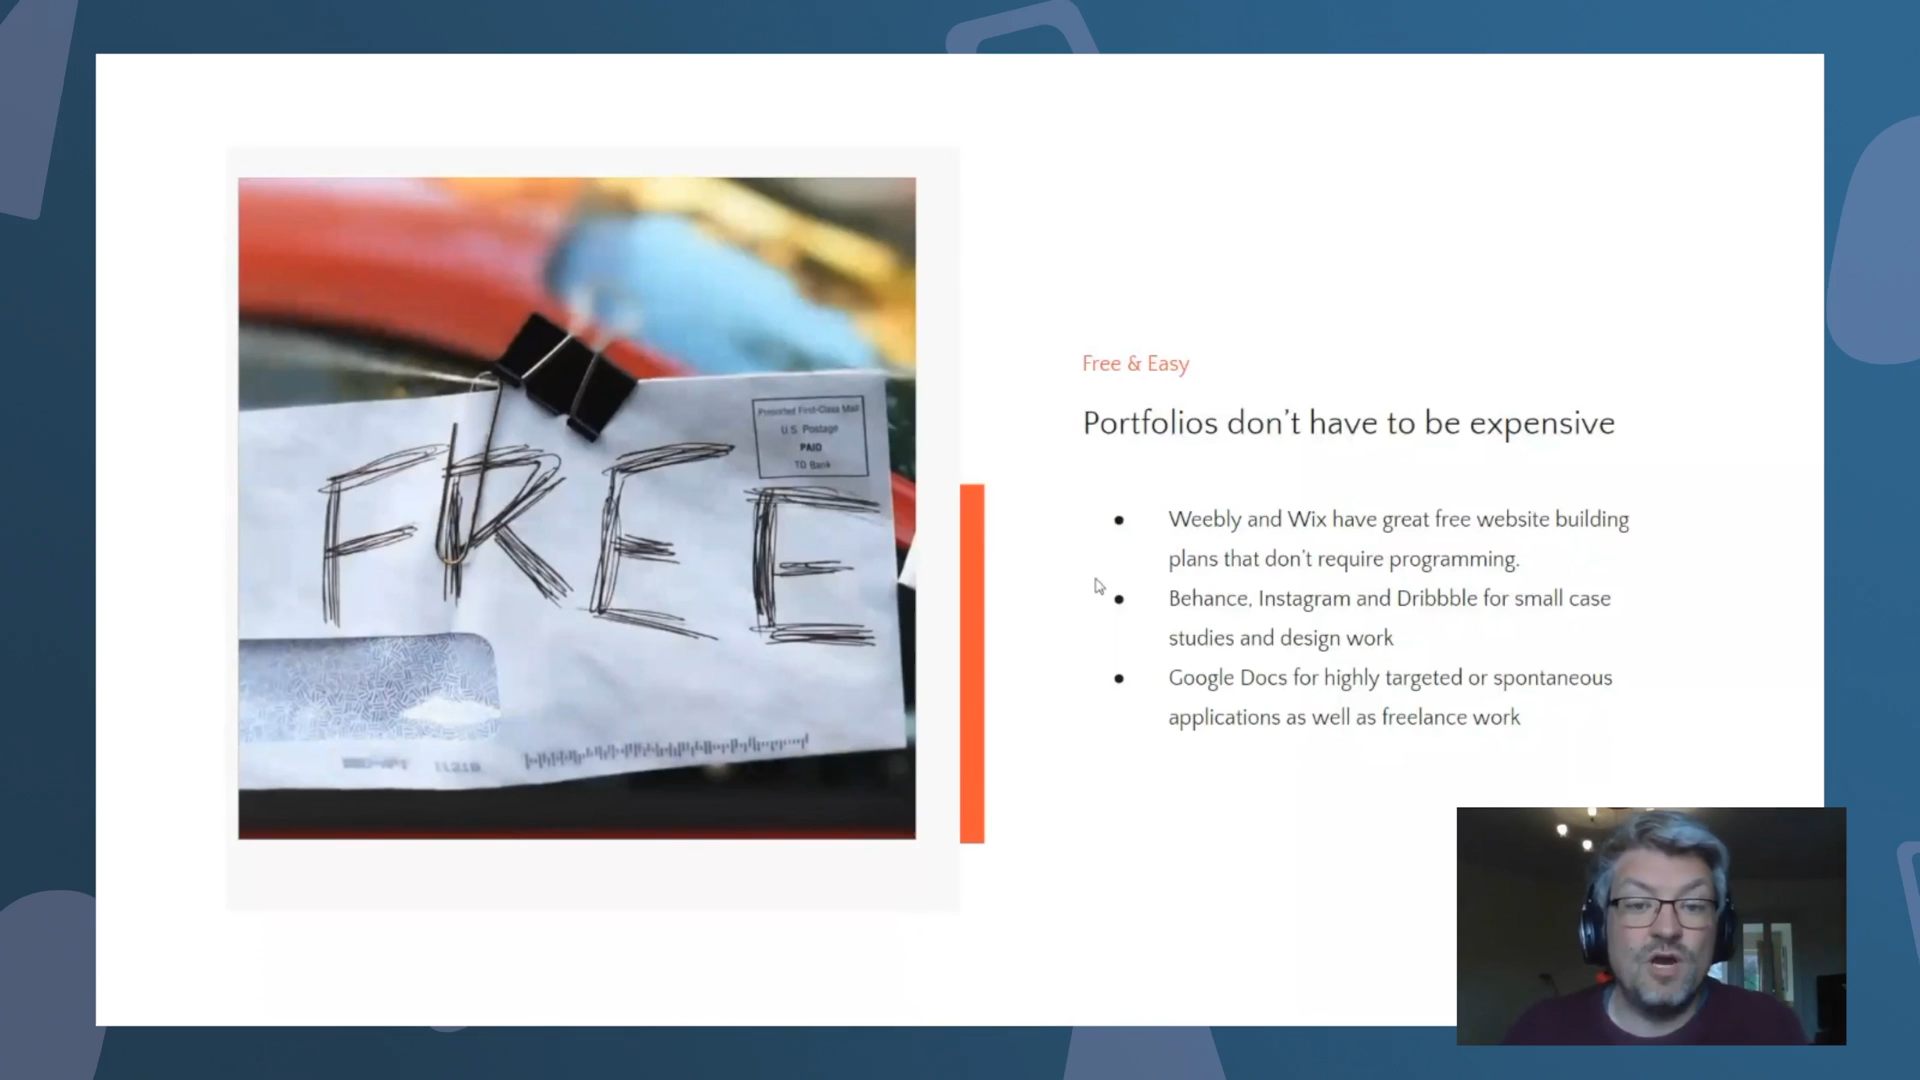 FREE
Presorted First-Class Mail
U.S. Postage
PAID
TD Bank
Free & Easy
Portfolios don't have to be expensive
● Weebly and Wix have great free website building
plans that don't require programming.
● Behance, Instagram and Dribbble for small case
studies and design work
● Google Docs for highly targeted or spontaneous
applications as well as freelance work